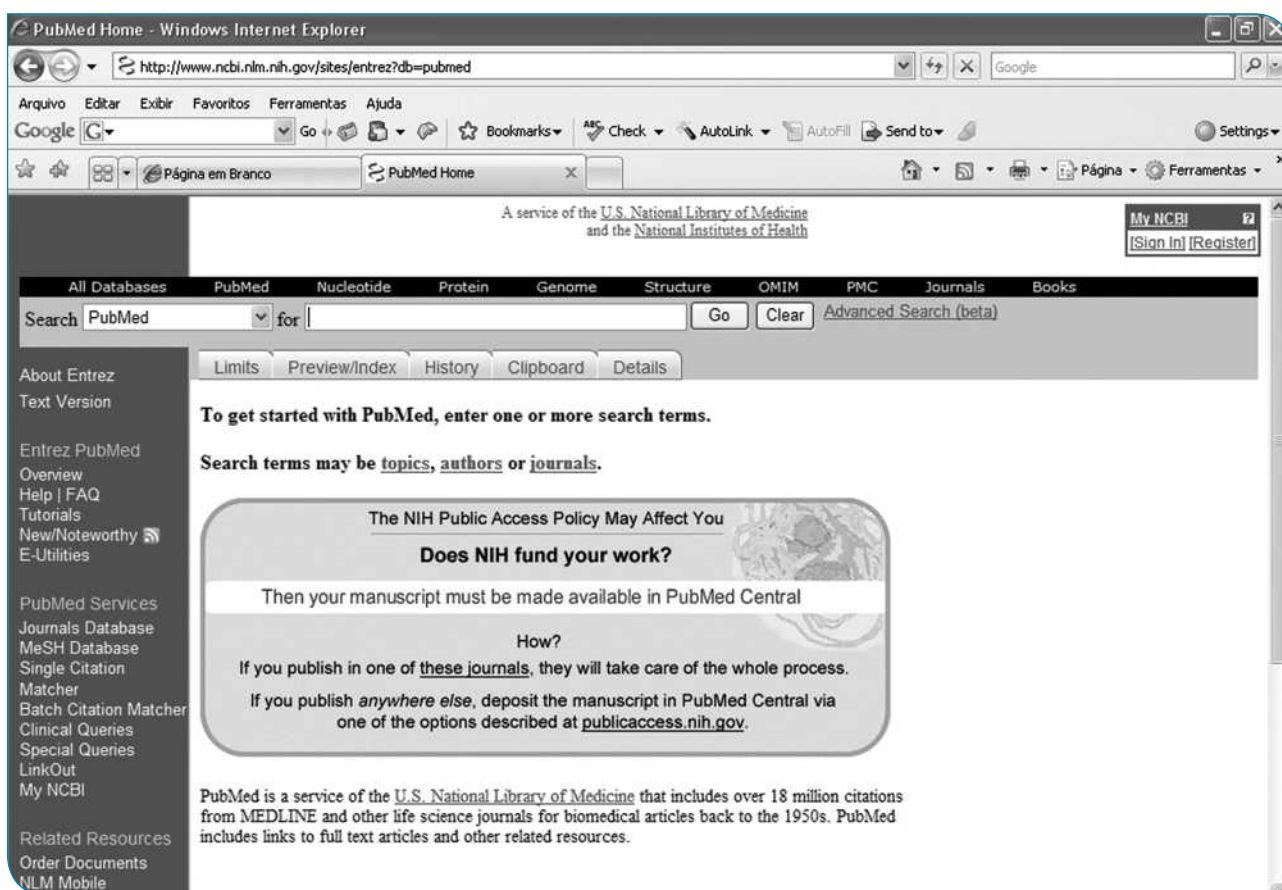 PubMed Home - Windows Internet Explorer
http://www.ncbi.nlm.nih.gov/sites/entrez?db=pubmed
Google
Arquivo Editar Exibir Favoritos Ferramentas Ajuda
Google G Go Bookmarks ABC Check AutoLink AutoFill Send to Settings
Página em Branco PubMed Home Página Ferramentas
A service of the U.S. National Library of Medicine
and the National Institutes of Health
My NCBI ?
[Sign In] [Register]
All Databases PubMed Nucleotide Protein Genome Structure OMIM PMC Journals Books
Search PubMed for Go Clear Advanced Search (beta)
Limits Preview/Index History Clipboard Details
About Entrez
Text Version
Entrez PubMed
Overview
Help | FAQ
Tutorials
New/Noteworthy
E-Utilities
PubMed Services
Journals Database
MeSH Database
Single Citation
Matcher
Batch Citation Matcher
Clinical Queries
Special Queries
LinkOut
My NCBI
Related Resources
Order Documents
NLM Mobile
To get started with PubMed, enter one or more search terms.
Search terms may be topics, authors or journals.
The NIH Public Access Policy May Affect You
Does NIH fund your work?
Then your manuscript must be made available in PubMed Central
How?
If you publish in one of these journals, they will take care of the whole process.
If you publish anywhere else, deposit the manuscript in PubMed Central via
one of the options described at publicaccess.nih.gov.
PubMed is a service of the U.S. National Library of Medicine that includes over 18 million citations
from MEDLINE and other life science journals for biomedical articles back to the 1950s. PubMed
includes links to full text articles and other related resources.